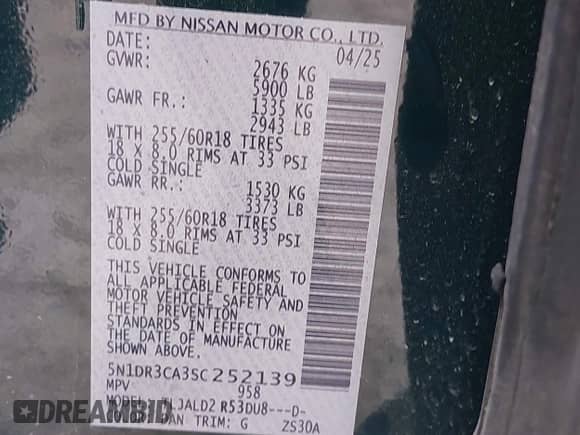 MFD BY NISSAN MOTOR CO., LTD.
DATE: 04/25
GVWR: 2676 KG
5900 LB
GAWR FR.: 1335 KG
2943 LB
WITH 255/60R18 TIRES
18 X 8.0 RIMS AT 33 PSI
COLD SINGLE
GAWR RR.: 1530 KG
3373 LB
WITH 255/60R18 TIRES
18 X 8.0 RIMS AT 33 PSI
COLD SINGLE
THIS VEHICLE CONFORMS TO
ALL APPLICABLE FEDERAL
MOTOR VEHICLE SAFETY AND
THEFT PREVENTION
STANDARDS IN EFFECT ON
THE DATE OF MANUFACTURE
SHOWN ABOVE.
5N1DR3CA3SC252139
MPV 958
TLJALD2 R53DU8---D-
TRIM: G ZS30A
DREAMBID